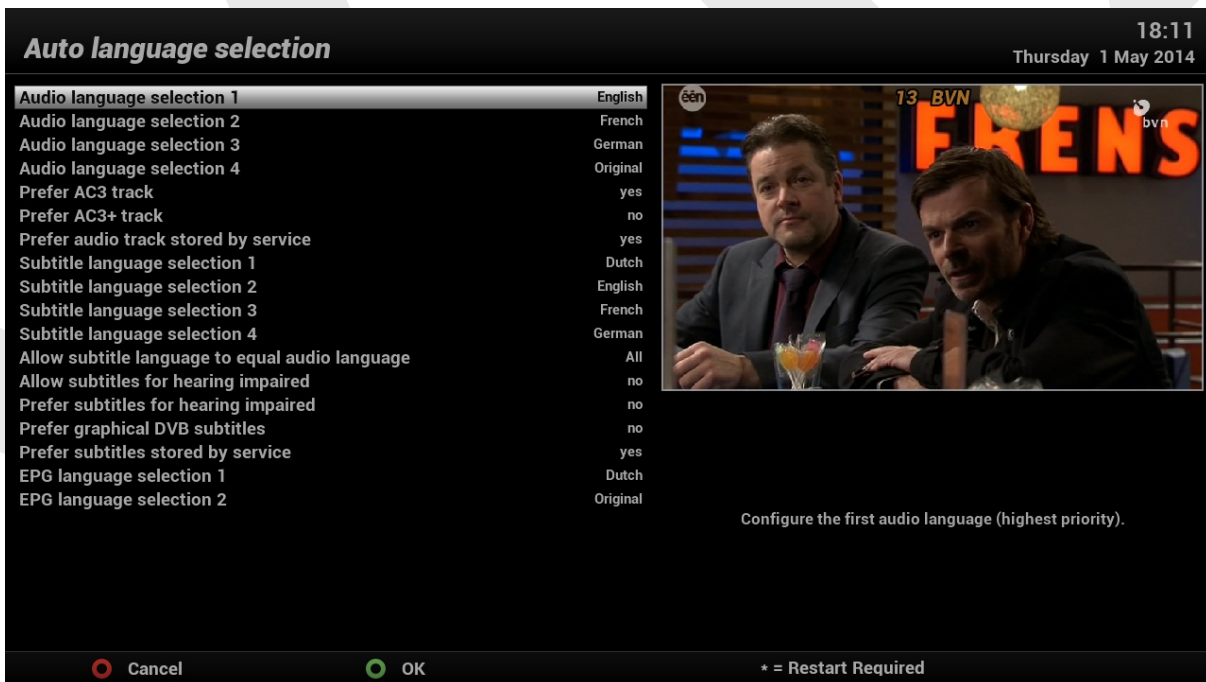 18:11
Auto language selection
Thursday 1 May 2014
Audio language selection 1 English
Audio language selection 2 French
Audio language selection 3 German
Audio language selection 4 Original
Prefer AC3 track yes
Prefer AC3+ track no
Prefer audio track stored by service yes
Subtitle language selection 1 Dutch
Subtitle language selection 2 English
Subtitle language selection 3 French
Subtitle language selection 4 German
Allow subtitle language to equal audio language All
Allow subtitles for hearing impaired no
Prefer subtitles for hearing impaired no
Prefer graphical DVB subtitles no
Prefer subtitles stored by service yes
EPG language selection 1 Dutch
EPG language selection 2 Original
één
13 BVN
bvn
Configure the first audio language (highest priority).
Cancel OK * = Restart Required